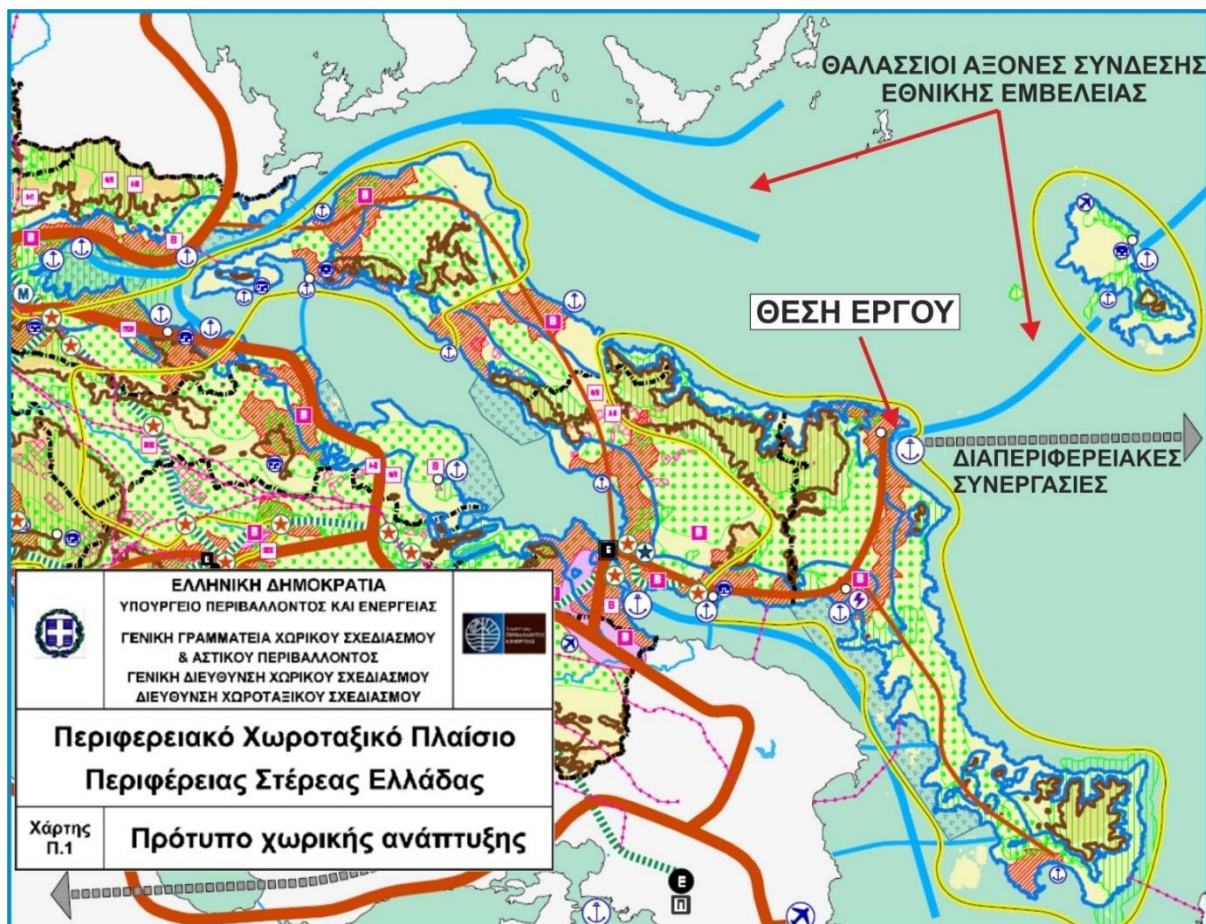 ΘΑΛΑΣΣΙΟΙ ΑΞΟΝΕΣ ΣΥΝΔΕΣΗΣ
ΕΘΝΙΚΗΣ ΕΜΒΕΛΕΙΑΣ
ΘΕΣΗ ΕΡΓΟΥ
ΔΙΑΠΕΡΙΦΕΡΕΙΑΚΕΣ
ΣΥΝΕΡΓΑΣΙΕΣ
ΕΛΛΗΝΙΚΗ ΔΗΜΟΚΡΑΤΙΑ
ΥΠΟΥΡΓΕΙΟ ΠΕΡΙΒΑΛΛΟΝΤΟΣ ΚΑΙ ΕΝΕΡΓΕΙΑΣ
ΓΕΝΙΚΗ ΓΡΑΜΜΑΤΕΙΑ ΧΩΡΙΚΟΥ ΣΧΕΔΙΑΣΜΟΥ
& ΑΣΤΙΚΟΥ ΠΕΡΙΒΑΛΛΟΝΤΟΣ
ΓΕΝΙΚΗ ΔΙΕΥΘΥΝΣΗ ΧΩΡΙΚΟΥ ΣΧΕΔΙΑΣΜΟΥ
ΔΙΕΥΘΥΝΣΗ ΧΩΡΟΤΑΞΙΚΟΥ ΣΧΕΔΙΑΣΜΟΥ
Περιφερειακό Χωροταξικό Πλαίσιο
Περιφέρειας Στέρεας Ελλάδας
Χάρτης
Π.1
Πρότυπο χωρικής ανάπτυξης
Μ
Β
Β
Β
Β
Β
Β
Β
Β
Β
Β
Ε
Ε
Ε
Π